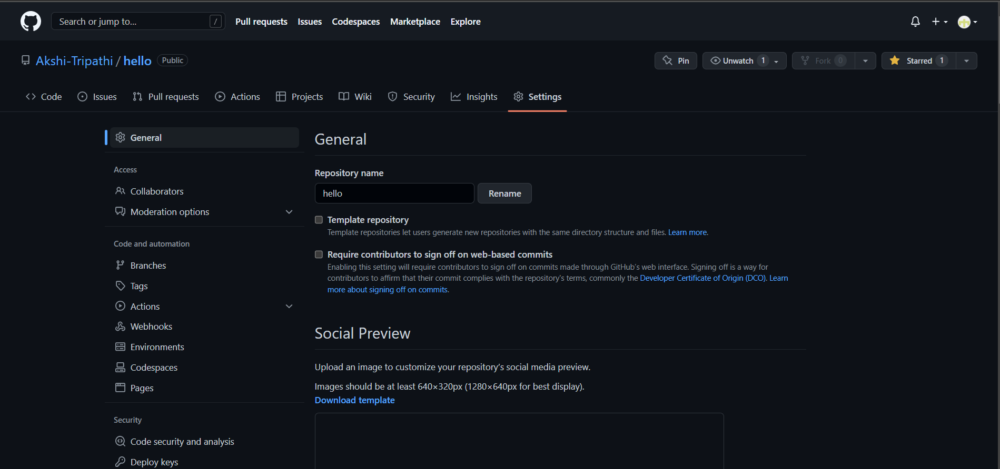 Search or jump to... /
Pull requests Issues Codespaces Marketplace Explore
Akshi-Tripathi / hello Public
Pin Unwatch 1 Fork 0 Starred 1
Code Issues Pull requests Actions Projects Wiki Security Insights Settings
General
Access
Collaborators
Moderation options
Code and automation
Branches
Tags
Actions
Webhooks
Environments
Codespaces
Pages
Security
Code security and analysis
Deploy keys
General
Repository name
hello Rename
Template repository
Template repositories let users generate new repositories with the same directory structure and files. Learn more.
Require contributors to sign off on web-based commits
Enabling this setting will require contributors to sign off on commits made through GitHub's web interface. Signing off is a way for
contributors to affirm that their commit complies with the repository's terms, commonly the Developer Certificate of Origin (DCO). Learn
more about signing off on commits.
Social Preview
Upload an image to customize your repository's social media preview.
Images should be at least 640×320px (1280×640px for best display).
Download template